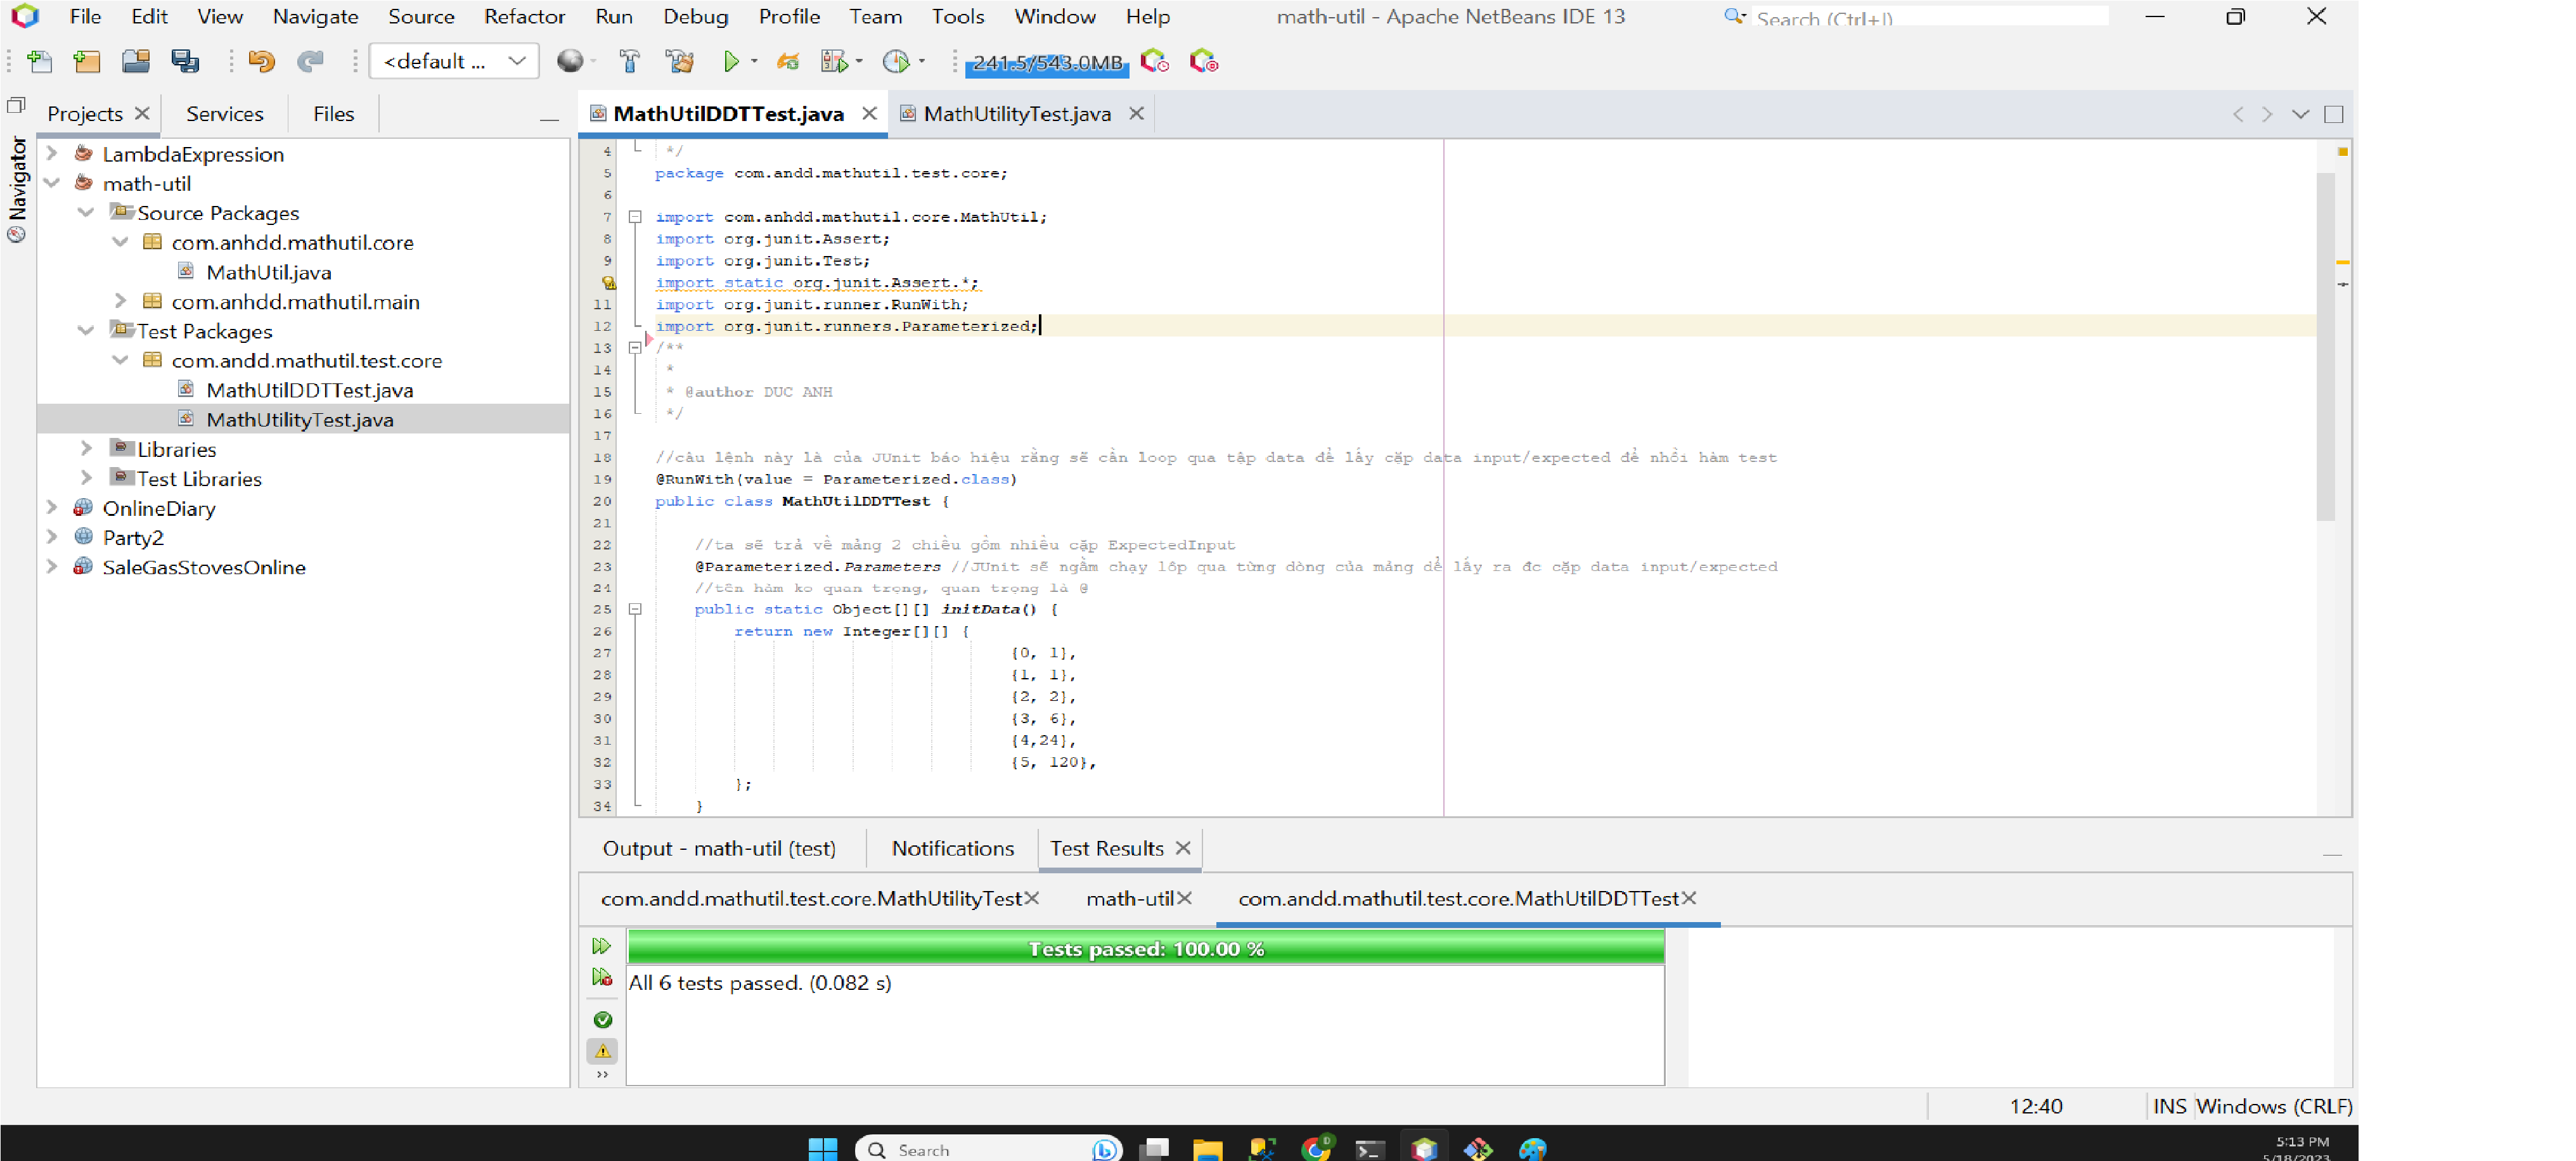 File Edit View Navigate Source Refactor Run Debug Profile Team Tools Window Help math-util - Apache NetBeans IDE 13 Search (Ctrl+I)
<default ... 241.5/543.0MB
Projects Services Files
MathUtilDDTTest.java MathUtilityTest.java
Navigator
LambdaExpression
math-util
Source Packages
com.anhdd.mathutil.core
MathUtil.java
com.anhdd.mathutil.main
Test Packages
com.andd.mathutil.test.core
MathUtilDDTTest.java
MathUtilityTest.java
Libraries
Test Libraries
OnlineDiary
Party2
SaleGasStovesOnline
4 */
5 package com.andd.mathutil.test.core;
6
7 import com.anhdd.mathutil.core.MathUtil;
8 import org.junit.Assert;
9 import org.junit.Test;
import static org.junit.Assert.*;
11 import org.junit.runner.RunWith;
12 import org.junit.runners.Parameterized;
13 /**
14 *
15 * @author DUC ANH
16 */
17
18 //câu lệnh này là của JUnit báo hiệu rằng sẽ cần loop qua tập data để lấy cặp data input/expected để nhồi hàm test
19 @RunWith(value = Parameterized.class)
20 public class MathUtilDDTTest {
21
22 //ta sẽ trả về mảng 2 chiều gồm nhiều cặp ExpectedInput
23 @Parameterized.Parameters //JUnit sẽ ngầm chạy lôp qua từng dòng của mảng để lấy ra đc cặp data input/expected
24 //tên hàm ko quan trọng, quan trọng là @
25 public static Object[][] initData() {
26 return new Integer[][] {
27 {0, 1},
28 {1, 1},
29 {2, 2},
30 {3, 6},
31 {4,24},
32 {5, 120},
33 };
34 }
Output - math-util (test) Notifications Test Results
com.andd.mathutil.test.core.MathUtilityTest math-util com.andd.mathutil.test.core.MathUtilDDTTest
Tests passed: 100.00 %
All 6 tests passed. (0.082 s)
12:40 INS Windows (CRLF)
Search
5:13 PM
5/18/2023